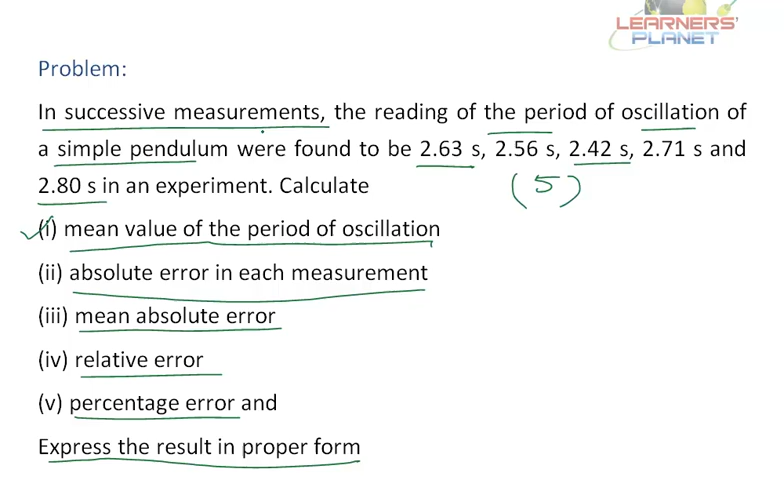 LEARNERS'
PLANET
Problem:
In successive measurements, the reading of the period of oscillation of
a simple pendulum were found to be 2.63 s, 2.56 s, 2.42 s, 2.71 s and
2.80 s in an experiment. Calculate
(5)
(i) mean value of the period of oscillation
(ii) absolute error in each measurement
(iii) mean absolute error
(iv) relative error
(v) percentage error and
Express the result in proper form